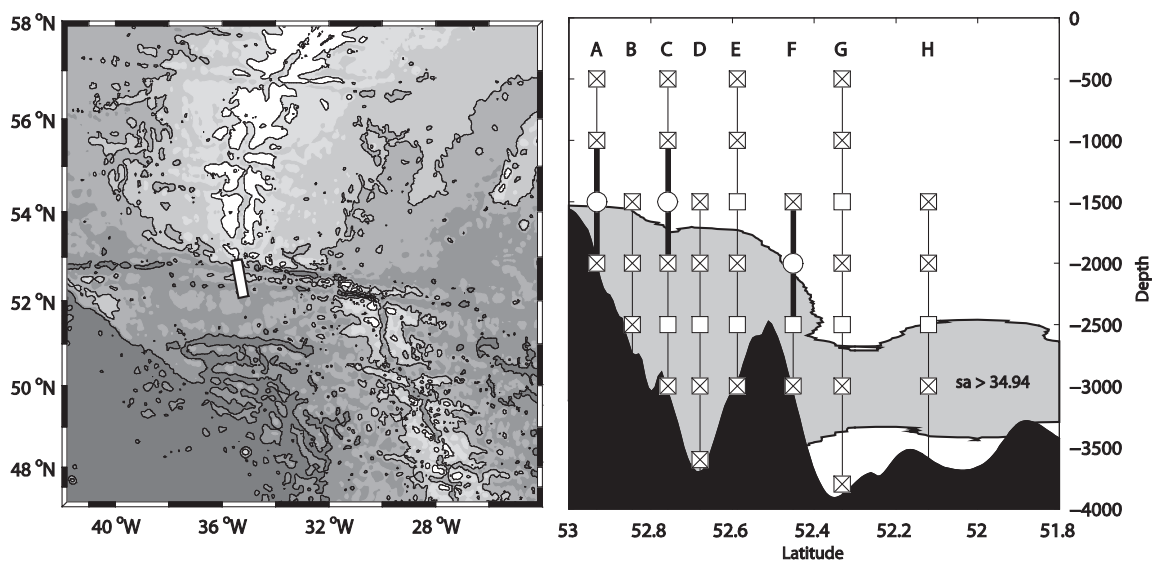 58 °N
56 °N
54 °N
52 °N
50 °N
48 °N
40 °W
36 °W
32 °W
28 °W
A B C D E F G H
0
−500
−1000
−1500
−2000
−2500
−3000
−3500
−4000
Depth
sa > 34.94
53 52.8 52.6 52.4 52.2 52 51.8
Latitude